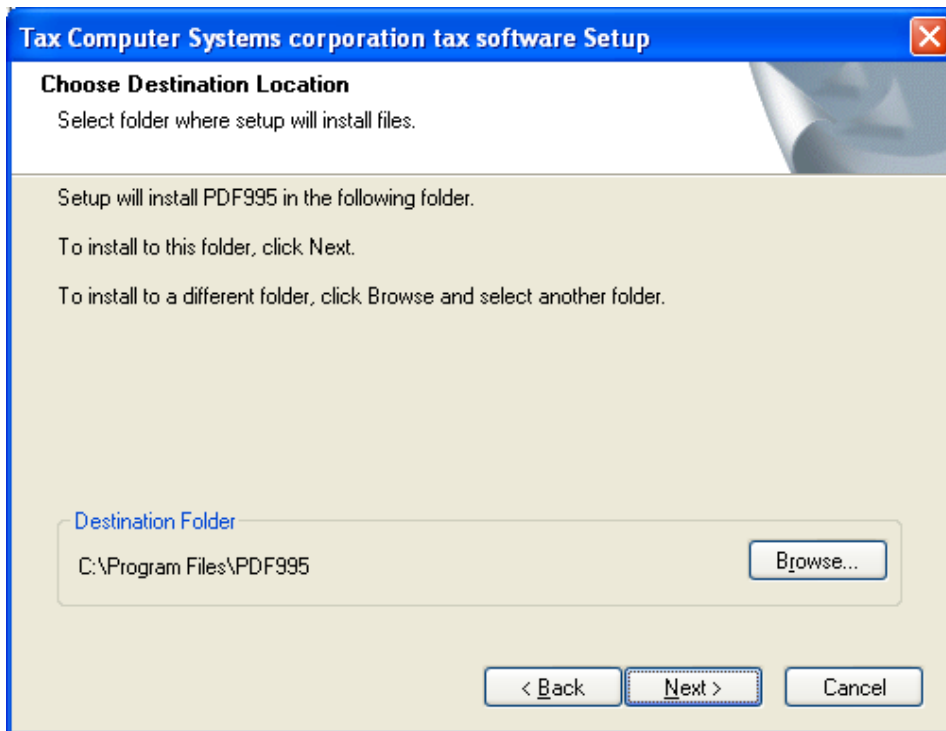 Tax Computer Systems corporation tax software Setup
Choose Destination Location
Select folder where setup will install files.
Setup will install PDF995 in the following folder.
To install to this folder, click Next.
To install to a different folder, click Browse and select another folder.
Destination Folder
C:\Program Files\PDF995
Browse...
< Back
Next >
Cancel